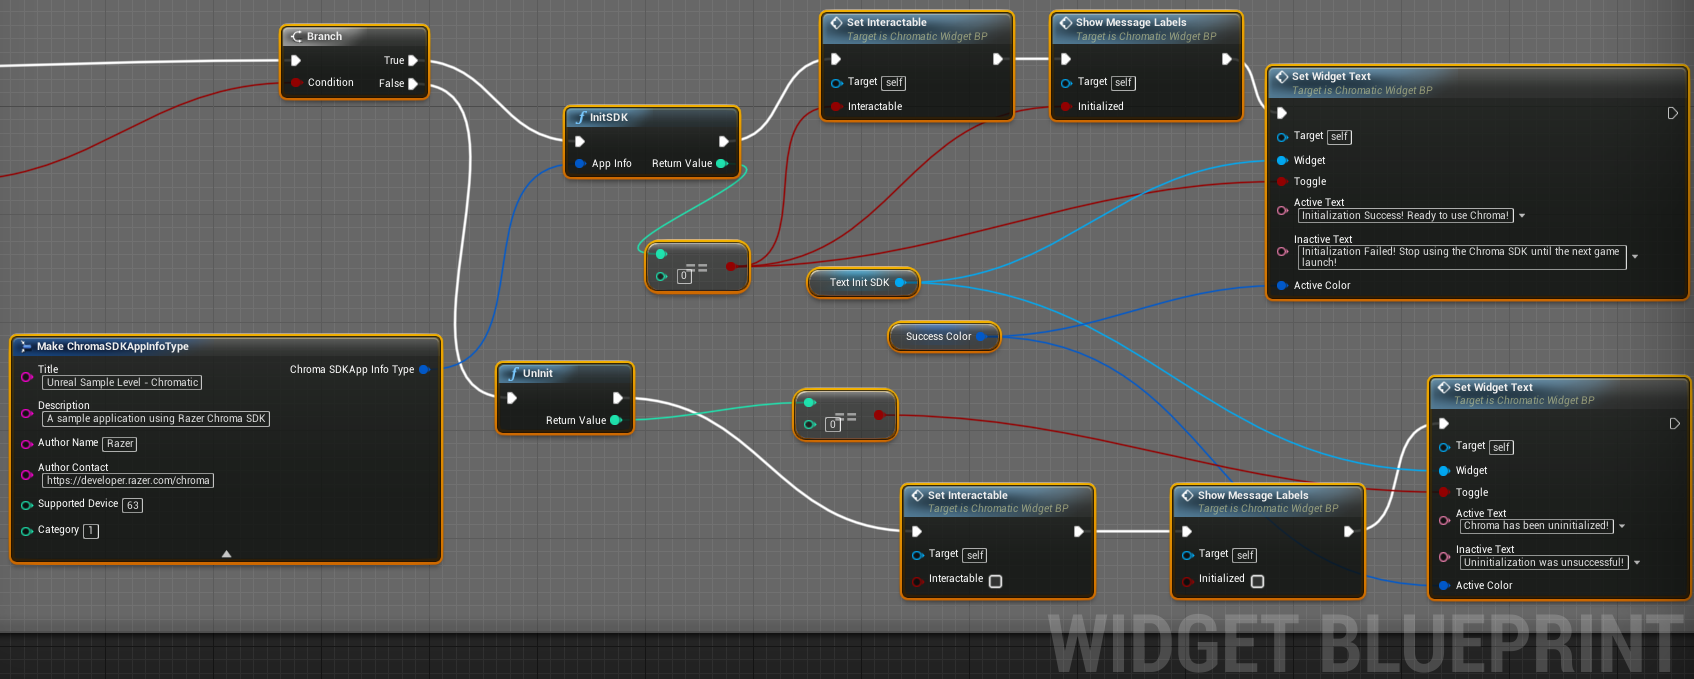 Branch
True
Condition
False
InitSDK
App Info
Return Value
Set Interactable
Target is Chromatic Widget BP
Target self
Interactable
Show Message Labels
Target is Chromatic Widget BP
Target self
Initialized
Set Widget Text
Target is Chromatic Widget BP
Target self
Widget
Toggle
Active Text
Initialization Success! Ready to use Chroma!
Inactive Text
Initialization Failed! Stop using the Chroma SDK until the next game
launch!
Active Color
==
0
Text Init SDK
Success Color
Make ChromaSDKAppInfoType
Title
Chroma SDKApp Info Type
Unreal Sample Level - Chromatic
Description
A sample application using Razer Chroma SDK
Author Name Razer
Author Contact
https://developer.razer.com/chroma
Supported Device 63
Category 1
UnInit
Return Value
==
0
Set Interactable
Target is Chromatic Widget BP
Target self
Interactable
Show Message Labels
Target is Chromatic Widget BP
Target self
Initialized
Set Widget Text
Target is Chromatic Widget BP
Target self
Widget
Toggle
Active Text
Chroma has been uninitialized!
Inactive Text
Uninitialization was unsuccessful!
Active Color
WIDGET BLUEPRINT